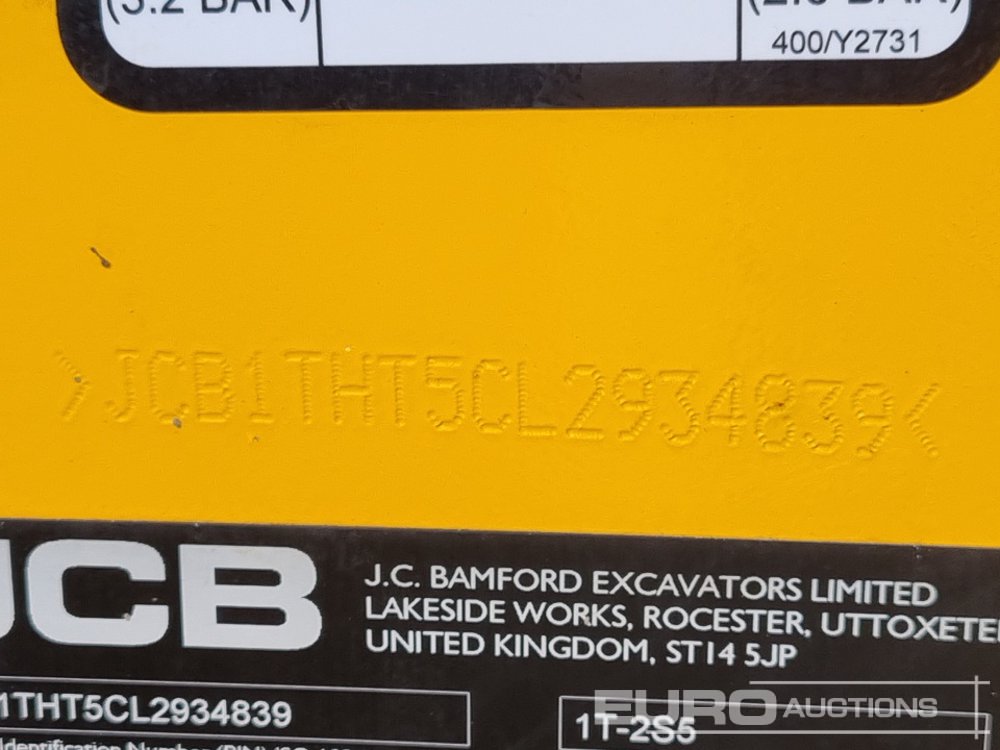 (3.2 BAR)
400/Y2731
>JCB1THT5CL2934839<
JCB
J.C. BAMFORD EXCAVATORS LIMITED
LAKESIDE WORKS, ROCESTER, UTTOXETE
UNITED KINGDOM, ST14 5JP
1THT5CL2934839
1T-2S5
EURO AUCTIONS